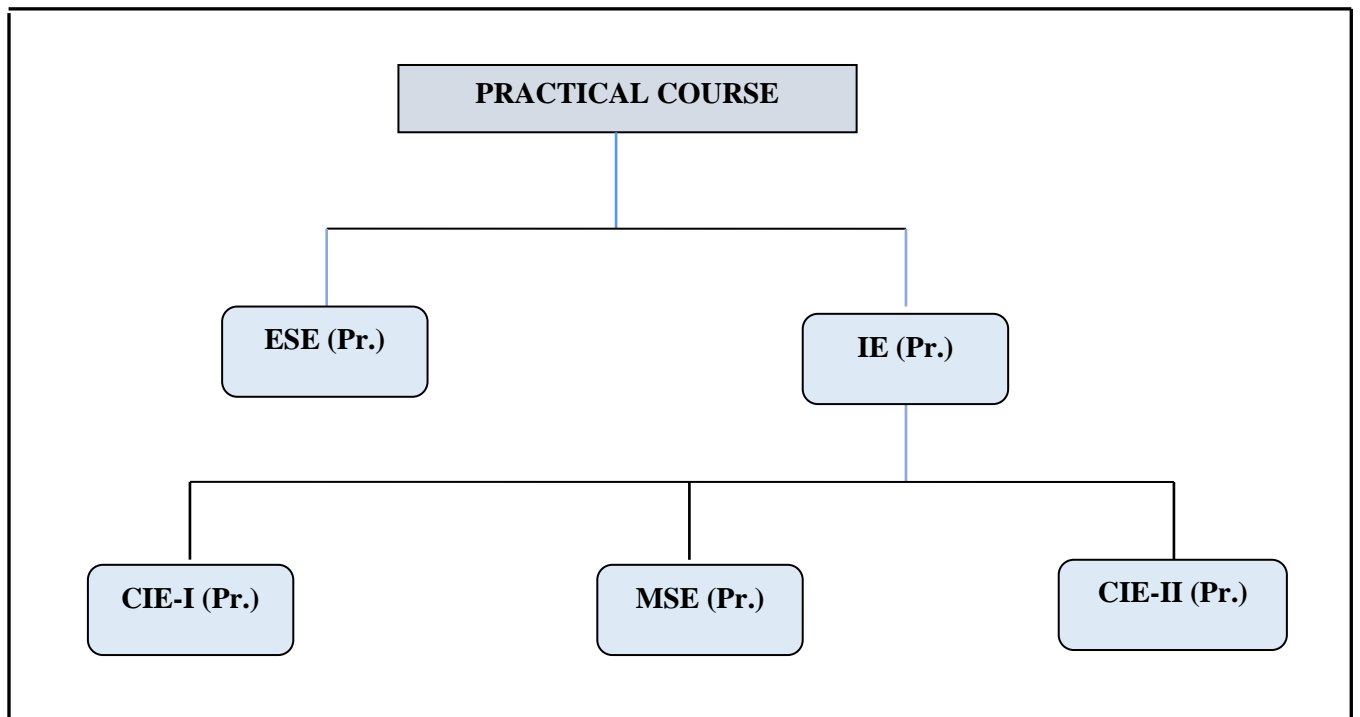 PRACTICAL COURSE
ESE (Pr.)
IE (Pr.)
CIE-I (Pr.)
MSE (Pr.)
CIE-II (Pr.)